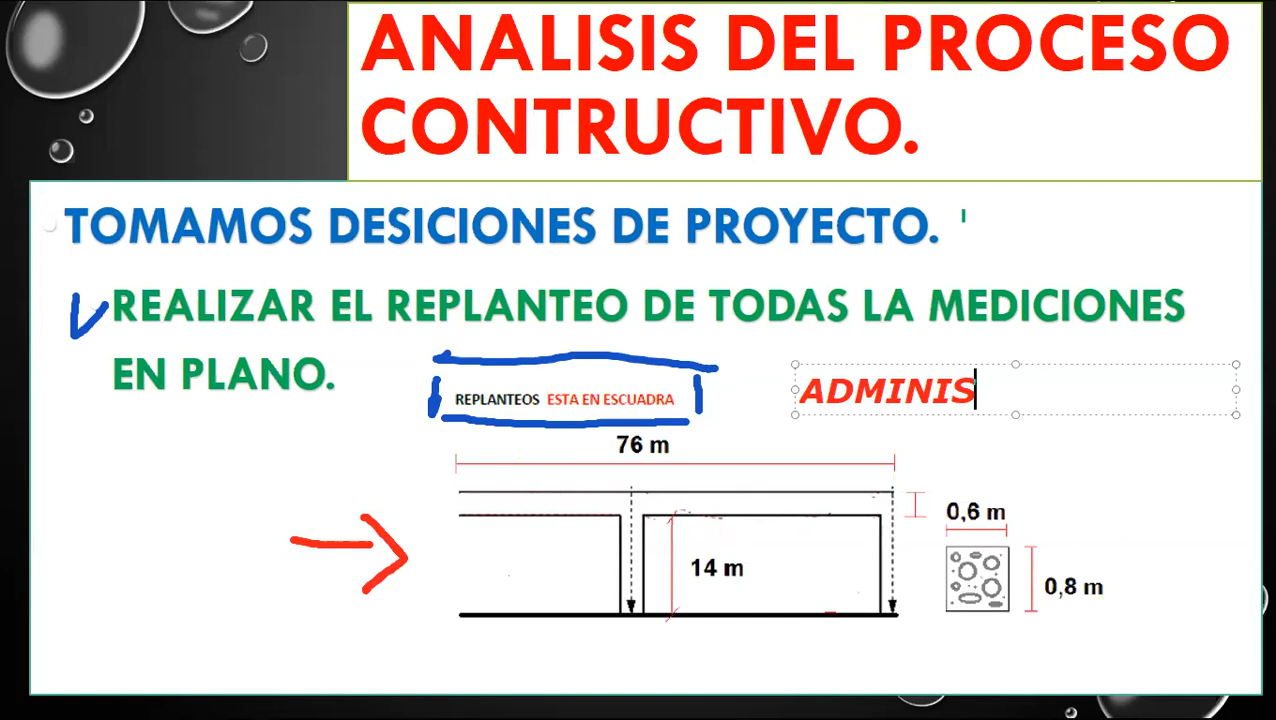 ANALISIS DEL PROCESO
CONTRUCTIVO.
TOMAMOS DESICIONES DE PROYECTO. '
REALIZAR EL REPLANTEO DE TODAS LA MEDICIONES
EN PLANO.
REPLANTEOS ESTA EN ESCUADRA
ADMINIS
76 m
0,6 m
14 m
0,8 m